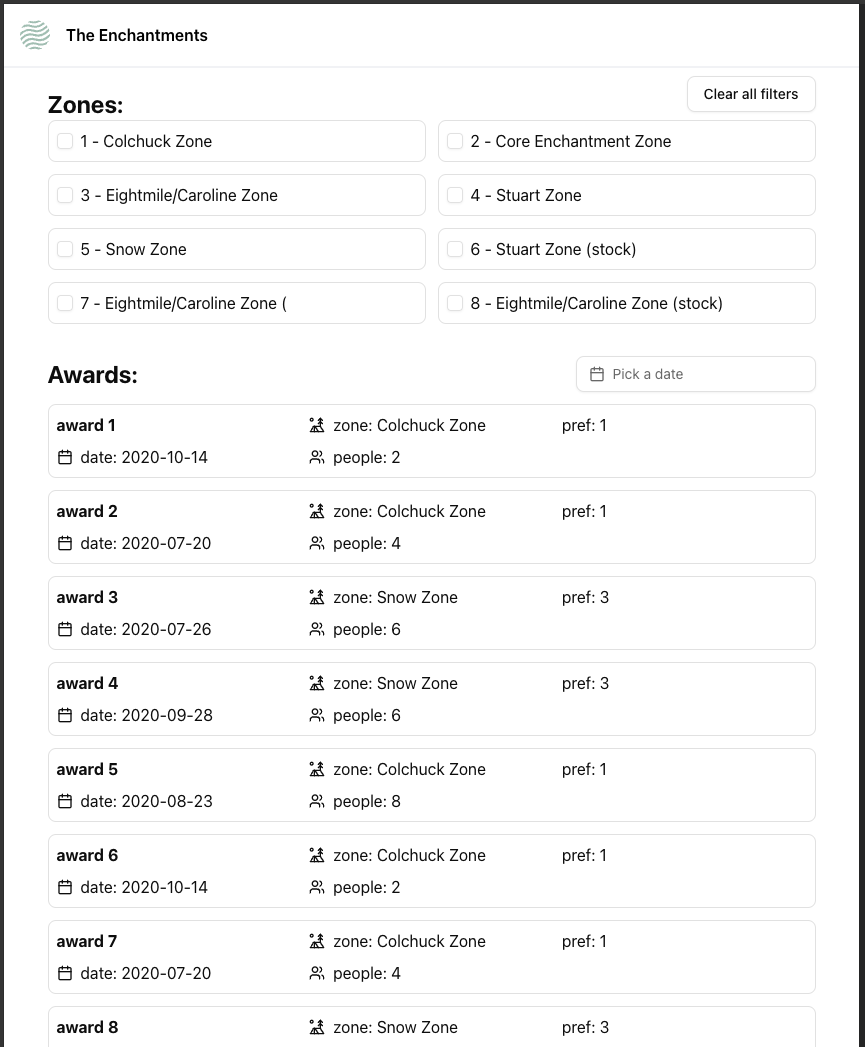 The Enchantments
Clear all filters
Zones:
1 - Colchuck Zone
2 - Core Enchantment Zone
3 - Eightmile/Caroline Zone
4 - Stuart Zone
5 - Snow Zone
6 - Stuart Zone (stock)
7 - Eightmile/Caroline Zone (
8 - Eightmile/Caroline Zone (stock)
Awards:
Pick a date
award 1
zone: Colchuck Zone
pref: 1
date: 2020-10-14
people: 2
award 2
zone: Colchuck Zone
pref: 1
date: 2020-07-20
people: 4
award 3
zone: Snow Zone
pref: 3
date: 2020-07-26
people: 6
award 4
zone: Snow Zone
pref: 3
date: 2020-09-28
people: 6
award 5
zone: Colchuck Zone
pref: 1
date: 2020-08-23
people: 8
award 6
zone: Colchuck Zone
pref: 1
date: 2020-10-14
people: 2
award 7
zone: Colchuck Zone
pref: 1
date: 2020-07-20
people: 4
award 8
zone: Snow Zone
pref: 3